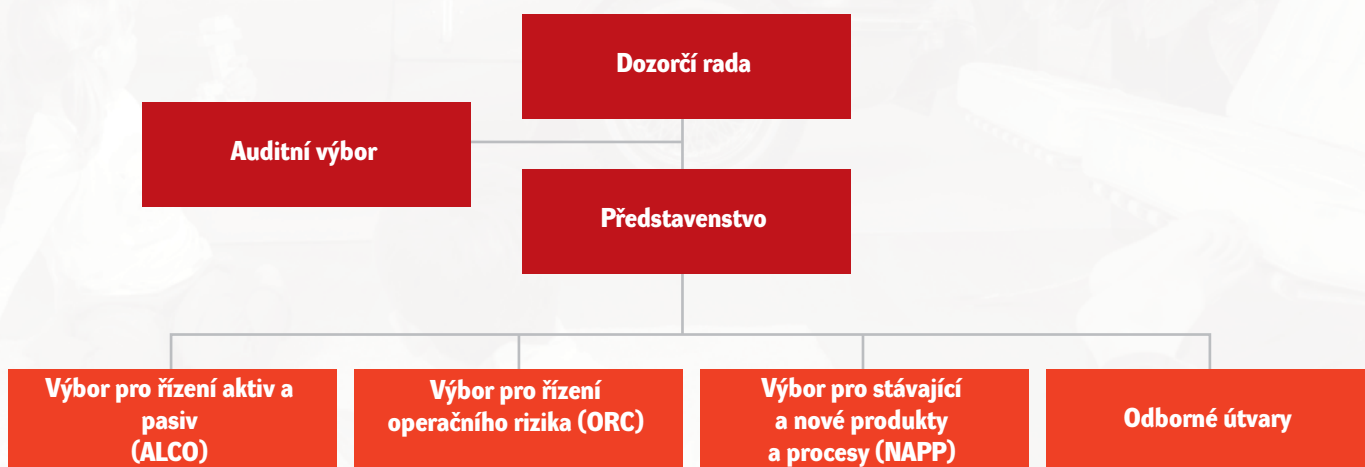 Dozorčí rada
Auditní výbor
Představenstvo
Výbor pro řízení aktiv a
pasiv
(ALCO)
Výbor pro řízení
operačního rizika (ORC)
Výbor pro stávající
a nové produkty
a procesy (NAPP)
Odborné útvary